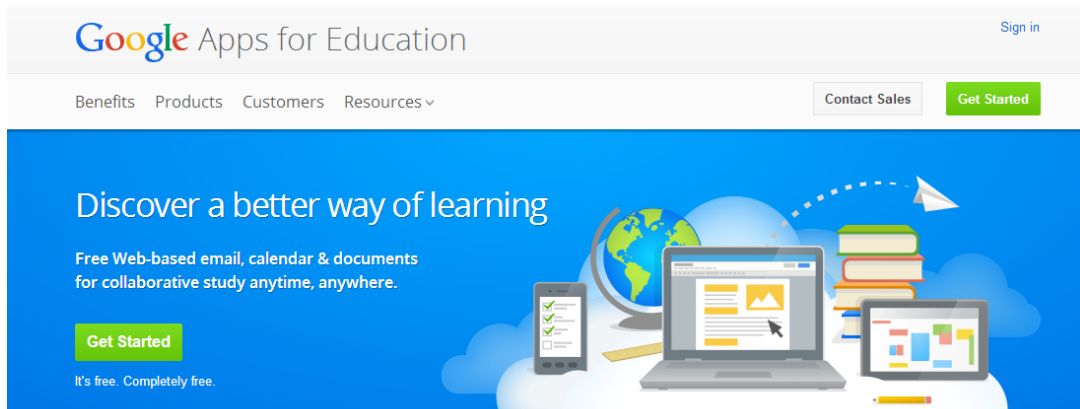 Google Apps for Education
Sign in
Benefits Products Customers Resources
Contact Sales
Get Started
Discover a better way of learning
Free Web-based email, calendar & documents
for collaborative study anytime, anywhere.
Get Started
It's free. Completely free.